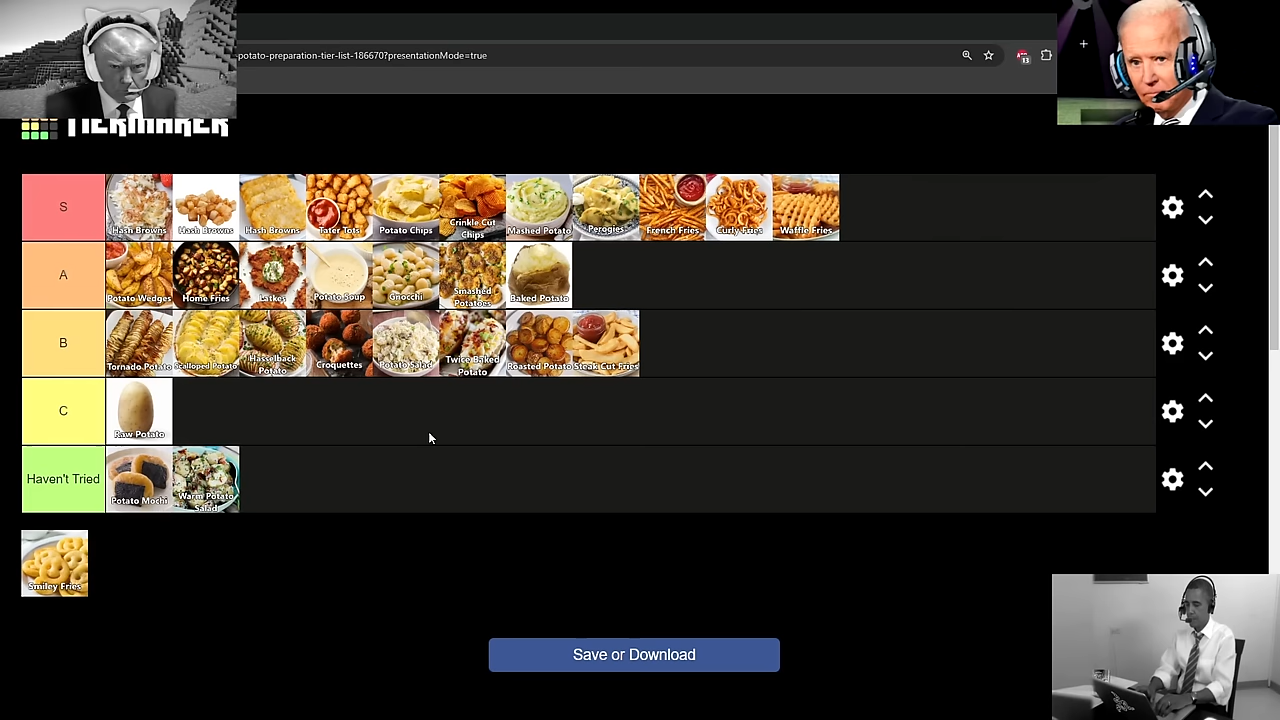 potato-preparation-tier-list-186670?presentationMode=true
13
TIERMAKER
S
Hash Browns Hash Browns Hash Browns Tater Tots Potato Chips Crinkle Cut Chips Mashed Potato Perogies French Fries Curly Fries Waffle Fries
A
Potato Wedges Home Fries Latkes Potato Soup Gnocchi Smashed Potatoes Baked Potato
B
Tornado Potato Scalloped Potato Hasselback Potato Croquettes Potato Salad Twice Baked Potato Roasted Potato Steak Cut Fries
C
Raw Potato
Haven't Tried
Potato Mochi Warm Potato Salad
Smiley Fries
Save or Download